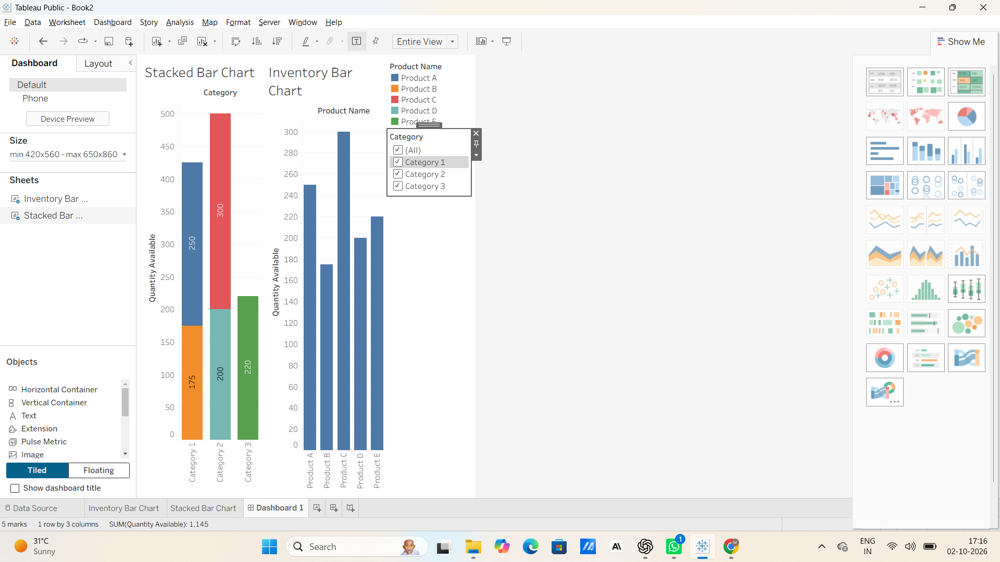 Tableau Public - Book2
File Data Worksheet Dashboard Story Analysis Map Format Server Window Help
Entire View
Show Me
Dashboard
Layout
Default
Phone
Device Preview
Size
min 420x560 - max 650x860
Sheets
Inventory Bar ...
Stacked Bar ...
Objects
Horizontal Container
Vertical Container
Text
Extension
Pulse Metric
Image
Tiled
Floating
Show dashboard title
Stacked Bar Chart
Category
Quantity Available
500
450
400
350
300
250
200
150
100
50
0
250
175
300
200
220
Category 1
Category 2
Category 3
Inventory Bar
Chart
Product Name
Quantity Available
300
280
260
240
220
200
180
160
140
120
100
80
60
40
20
0
Product A
Product B
Product C
Product D
Product E
Product Name
Product A
Product B
Product C
Product D
Product E
Category
(All)
Category 1
Category 2
Category 3
Data Source
Inventory Bar Chart
Stacked Bar Chart
Dashboard 1
5 marks 1 row by 3 columns SUM(Quantity Available): 1,145
31°C
Sunny
Search
1
ENG
IN
17:16
02-10-2026